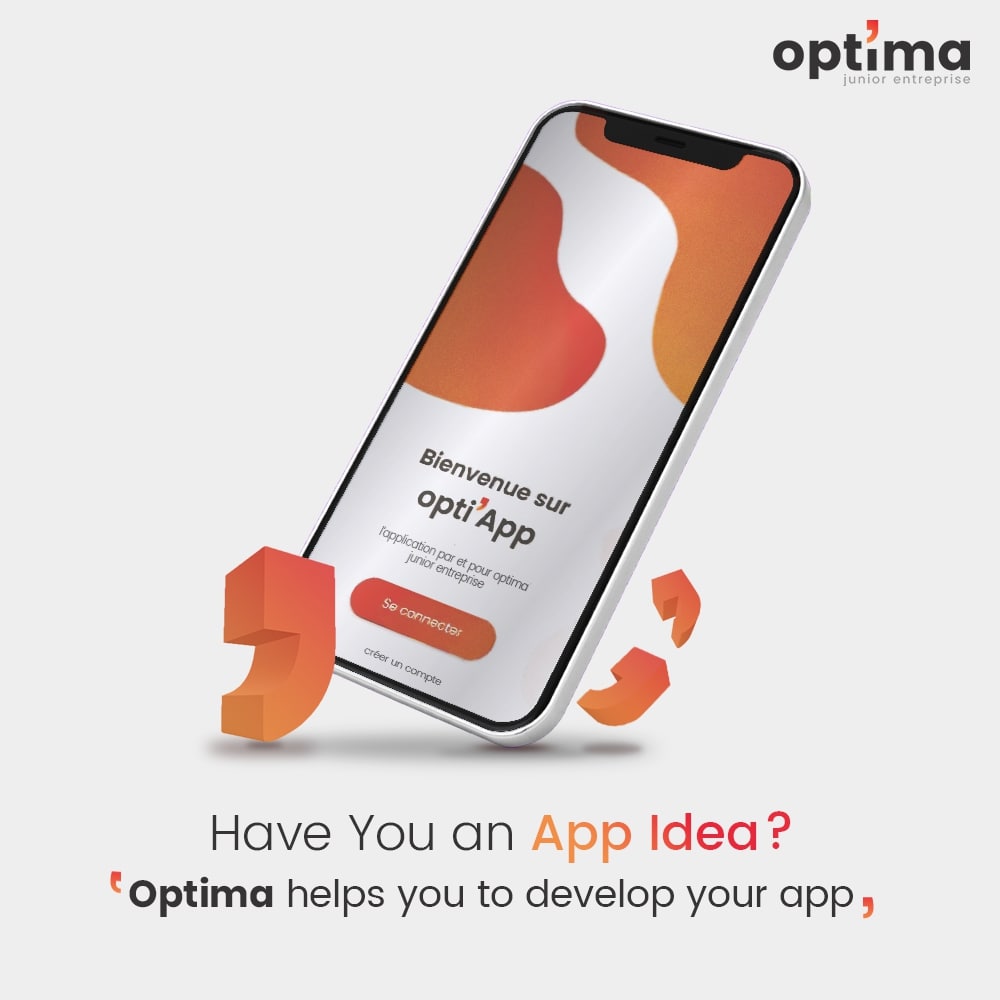 optima
junior entreprise
Bienvenue sur
opti'App
l'application par et pour optima
junior entreprise
Se connecter
créer un compte
Have You an App Idea?
'Optima helps you to develop your app,